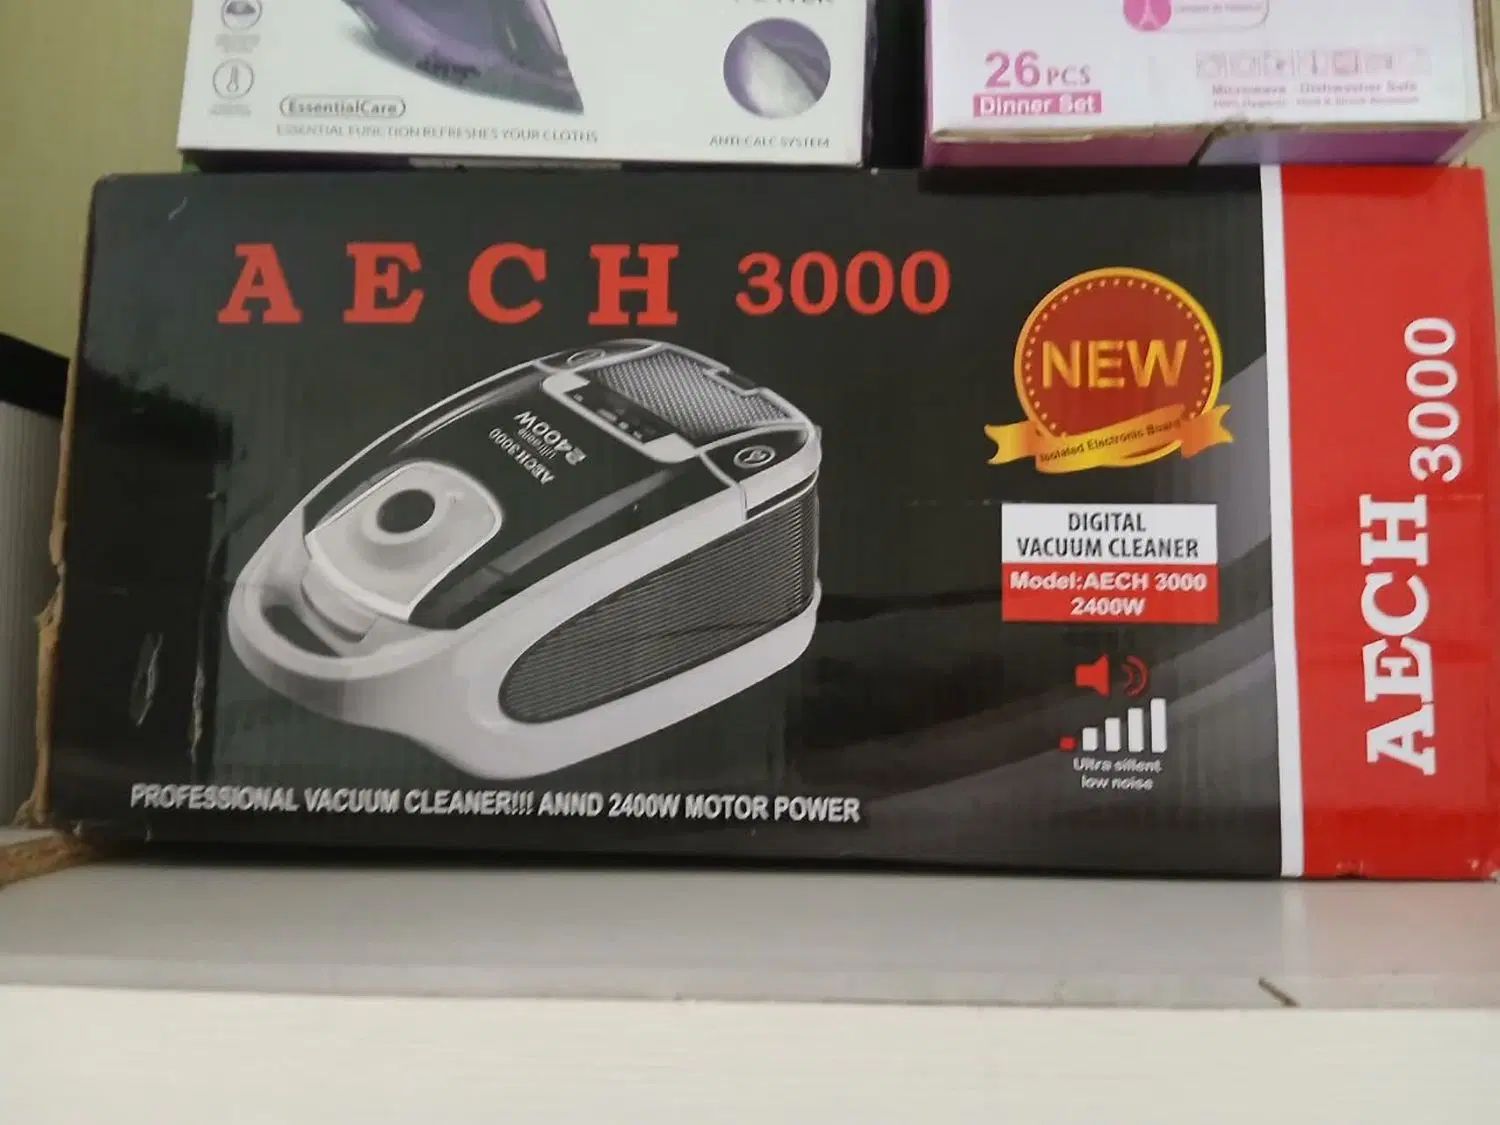 EssentialCare
ESSENTIAL FUNCTION REFRESHES YOUR CLOTHS
ANTI-CALC SYSTEM
26 PCS
Dinner Set
Microwave Dishwasher Safe
AECH 3000
NEW
Isolated Electronic Board
AECH 3000
2400W
DIGITAL
VACUUM CLEANER
Model:AECH 3000
2400W
Ultra sillent
low noise
PROFESSIONAL VACUUM CLEANER!!! ANND 2400W MOTOR POWER
AECH 3000